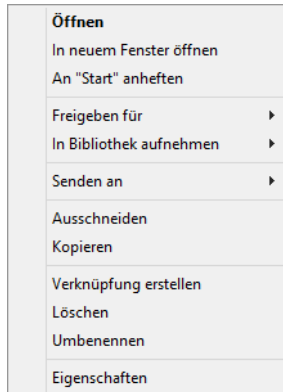 Öffnen
In neuem Fenster öffnen
An "Start" anheften
Freigeben für
In Bibliothek aufnehmen
Senden an
Ausschneiden
Kopieren
Verknüpfung erstellen
Löschen
Umbenennen
Eigenschaften